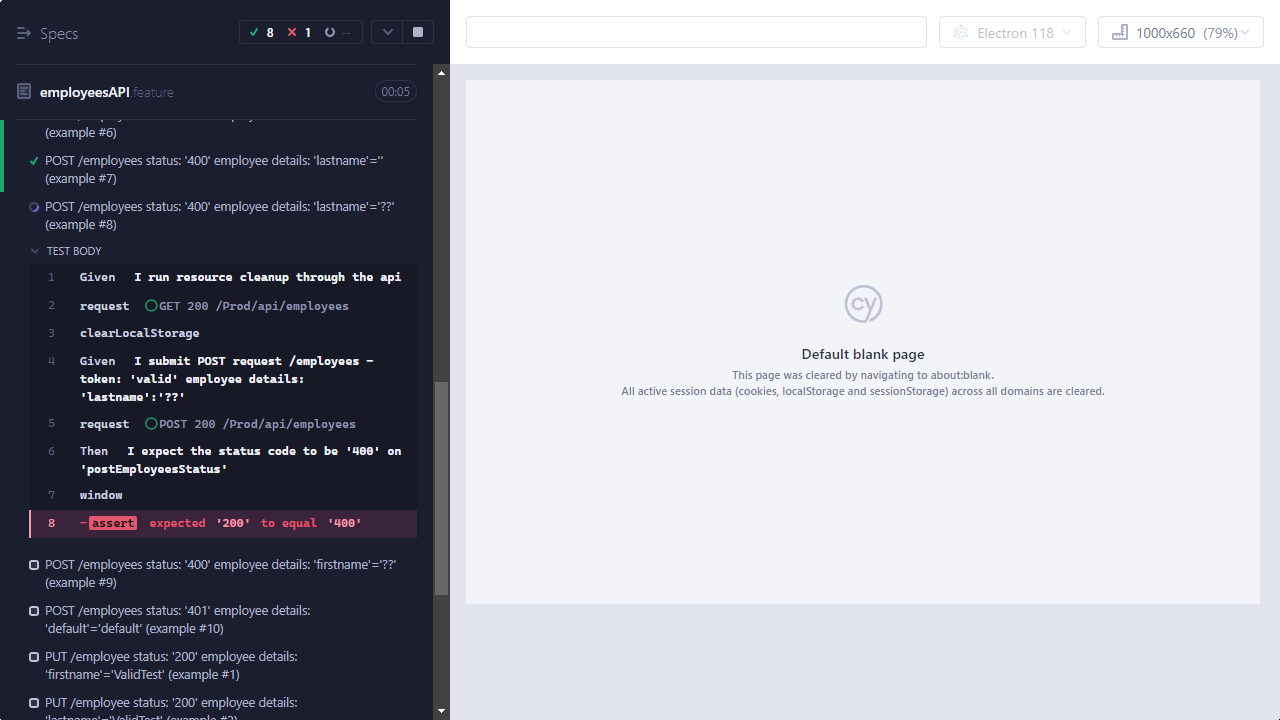 Specs
8
1
--
Electron 118
1000x660 (79%)
employeesAPI.feature
00:05
(example #6)
POST /employees status: '400' employee details: 'lastname'=''
(example #7)
POST /employees status: '400' employee details: 'lastname'='??'
(example #8)
TEST BODY
1 Given I run resource cleanup through the api
2 request GET 200 /Prod/api/employees
3 clearLocalStorage
4 Given I submit POST request /employees -
token: 'valid' employee details:
'lastname':'??'
5 request POST 200 /Prod/api/employees
6 Then I expect the status code to be '400' on
'postEmployeesStatus'
7 window
8 -assert expected '200' to equal '400'
POST /employees status: '400' employee details: 'firstname'='??'
(example #9)
POST /employees status: '401' employee details:
'default'='default' (example #10)
PUT /employee status: '200' employee details:
'firstname'='ValidTest' (example #1)
PUT /employee status: '200' employee details:
'lastname'='ValidTest' (example #2)
cy
Default blank page
This page was cleared by navigating to about:blank.
All active session data (cookies, localStorage and sessionStorage) across all domains are cleared.